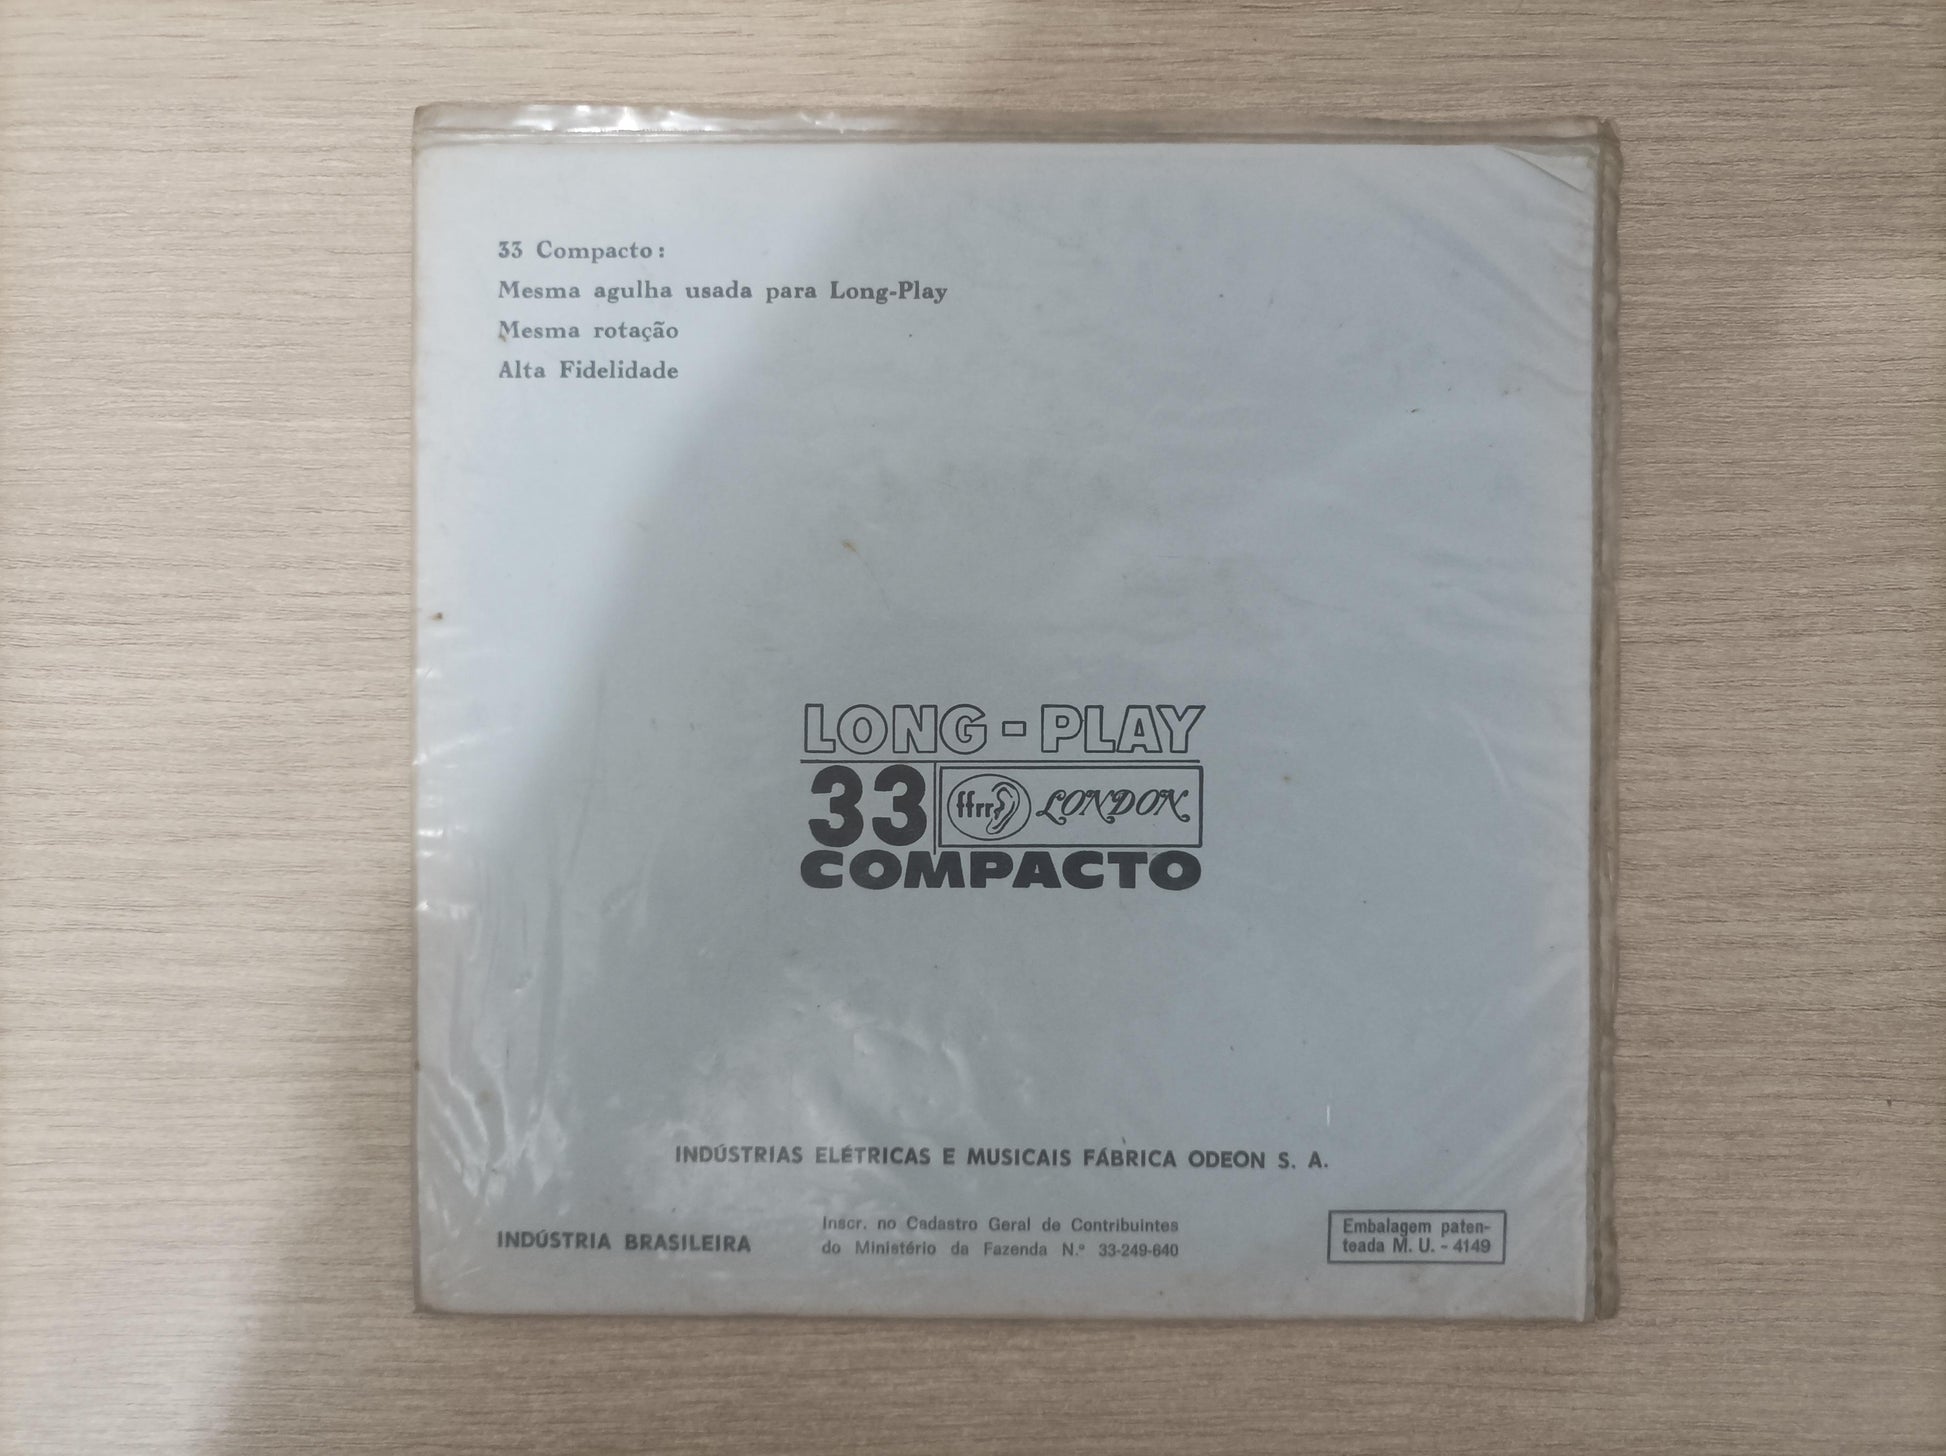 33 Compacto:
Mesma agulha usada para Long-Play
Mesma rotação
Alta Fidelidade
LONG-PLAY
33 ffrr LONDON
COMPACTO
INDÚSTRIAS ELÉTRICAS E MUSICAIS FÁBRICA ODEON S. A.
INDÚSTRIA BRASILEIRA
Inscr. no Cadastro Geral de Contribuintes
do Ministério da Fazenda N.º 33-249-640
Embalagem paten-
teada M. U. - 4149